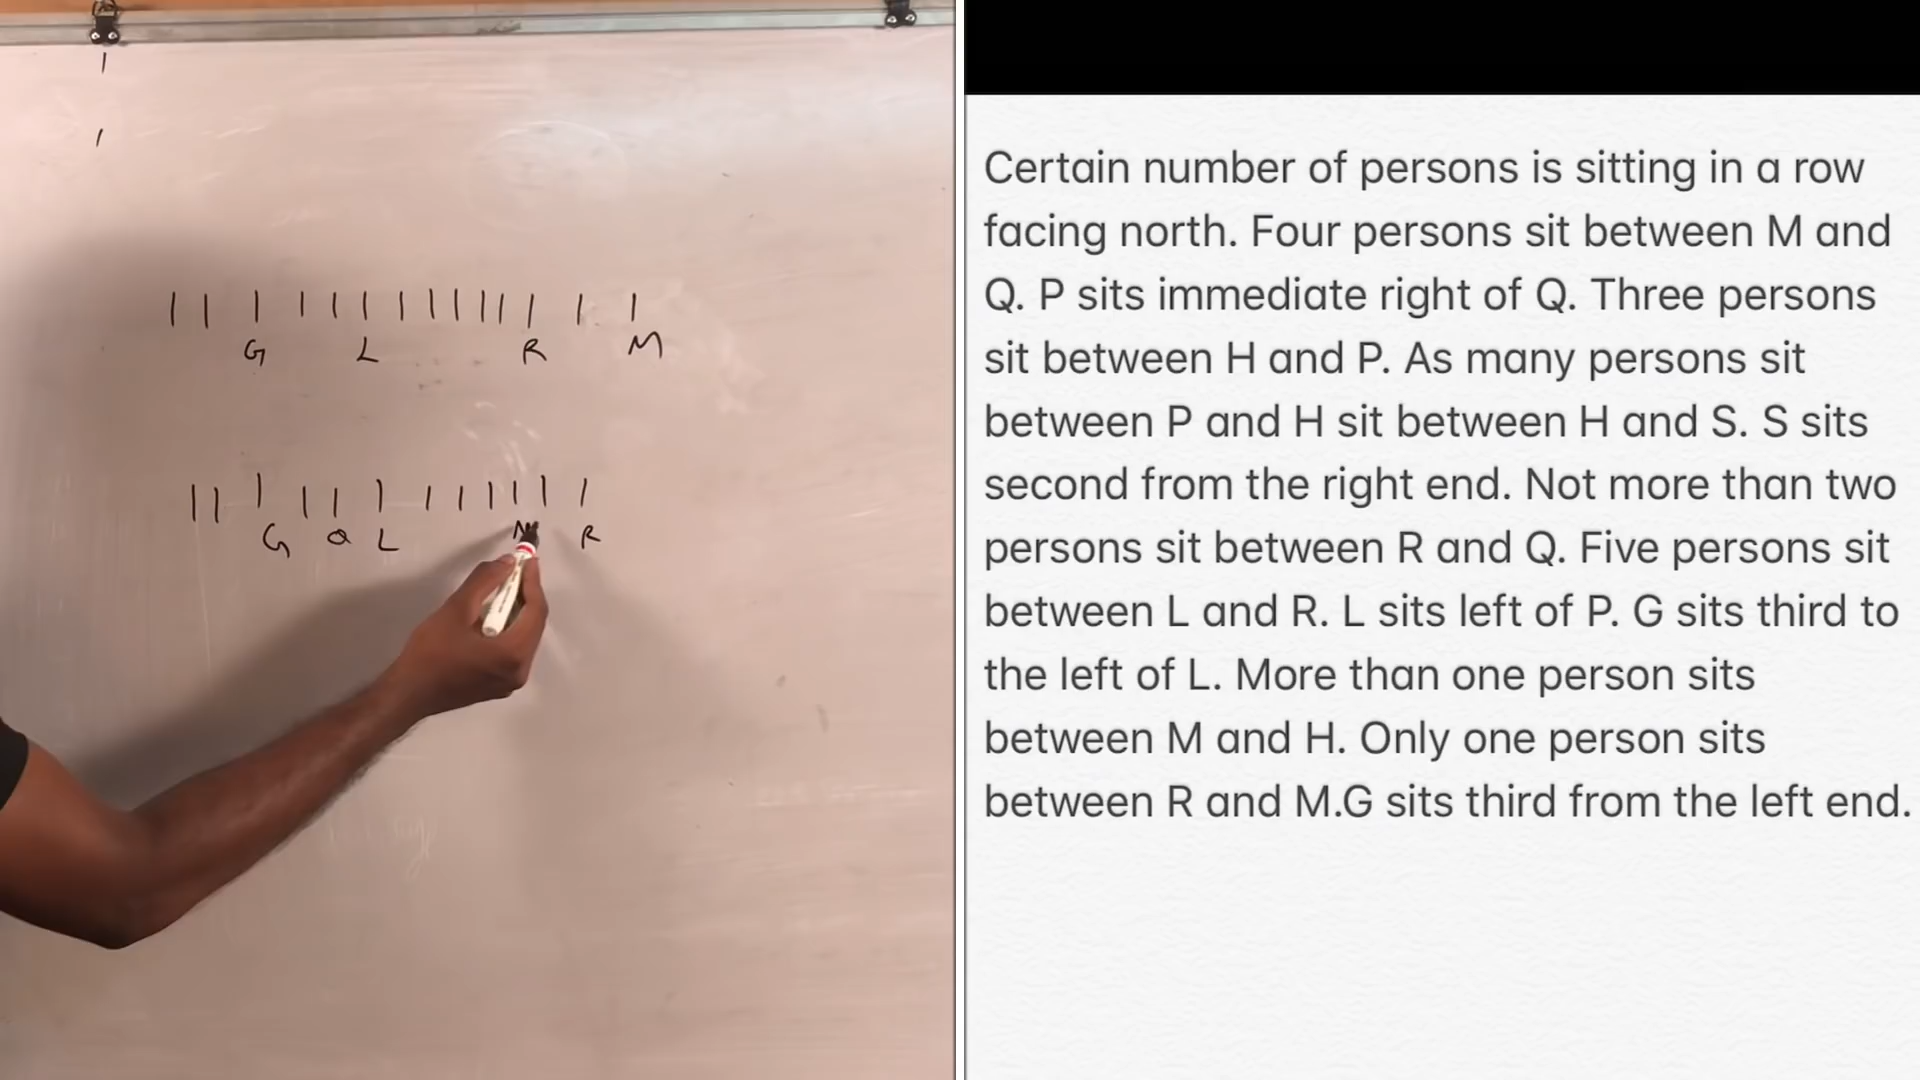 G L R M
G Q L M R
Certain number of persons is sitting in a row
facing north. Four persons sit between M and
Q. P sits immediate right of Q. Three persons
sit between H and P. As many persons sit
between P and H sit between H and S. S sits
second from the right end. Not more than two
persons sit between R and Q. Five persons sit
between L and R. L sits left of P. G sits third to
the left of L. More than one person sits
between M and H. Only one person sits
between R and M.G sits third from the left end.